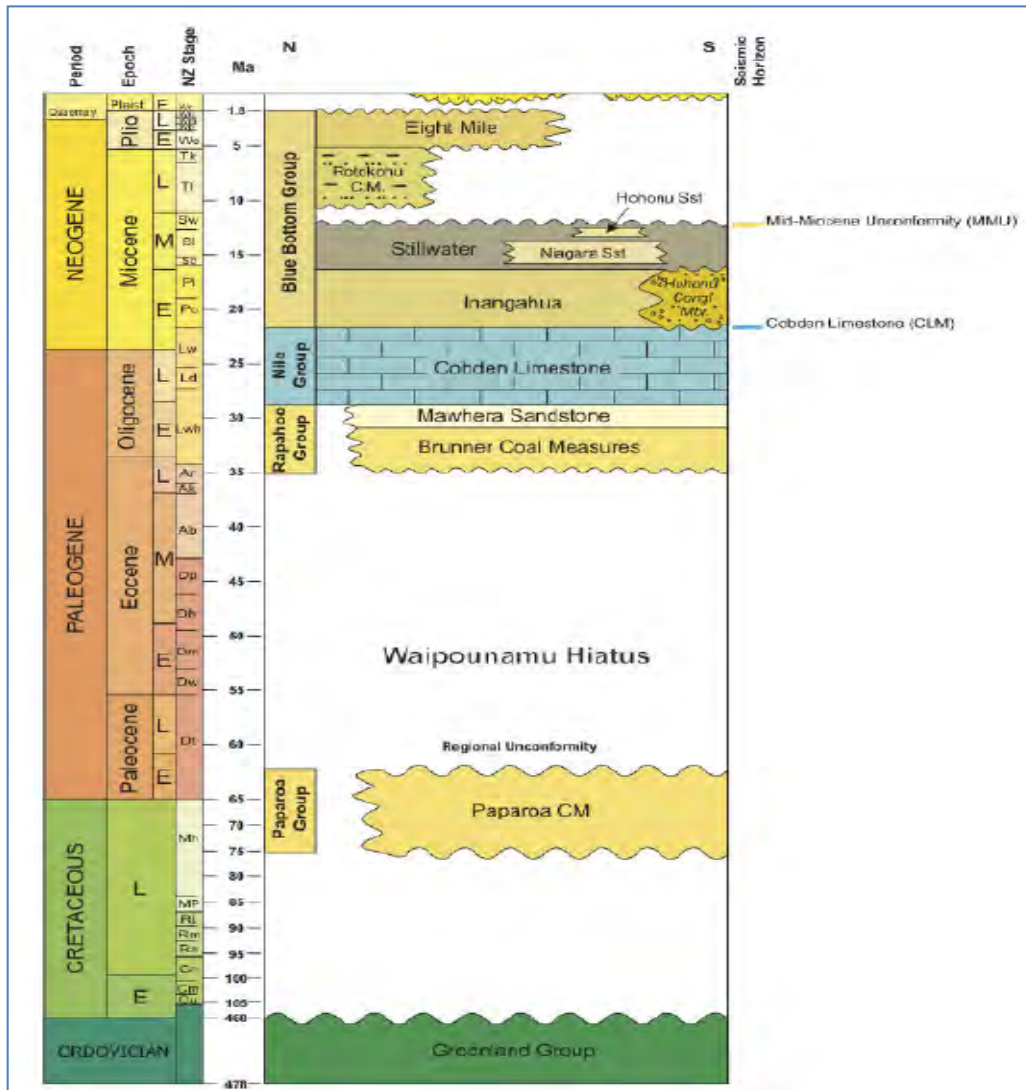 Period
Epoch
NZ Stage
Ma
N
S
Seismic
Horizon
Quaternary
Pleist
E
Plio
L
E
Wo
NEOGENE
Miocene
L
Tk
Tt
M
Sw
Sl
Sc
E
Pl
Po
Lw
PALEOGENE
Oligocene
L
Ld
E
Lwh
Eocene
L
Ar
Ak
M
Ab
Dp
Dh
E
Dm
Dw
Paleocene
L
E
Dt
CRETACEOUS
L
Mh
MP
Rt
Rm
Ra
Cn
E
ORDOVICIAN
1.8
5
10
15
20
25
30
35
40
45
50
55
60
65
70
75
80
85
90
95
100
105
460
478
Blue Bottom Group
Eight Mile
Rotokohu
C.M.
Hohonu Sst
Stillwater
Niagara Sst
Inangahua
Hohonu
Congl
Mbr.
Mid-Miocene Unconformity (MMU)
Cobden Limestone (CLM)
Nile
Group
Cobden Limestone
Rapahoe
Group
Mawhera Sandstone
Brunner Coal Measures
Waipounamu Hiatus
Regional Unconformity
Paparoa
Group
Paparoa CM
Greenland Group